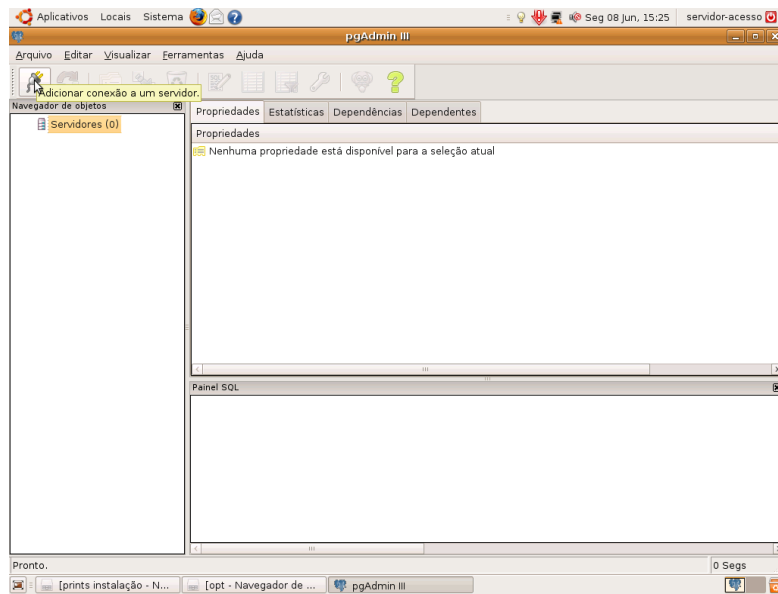 Aplicativos Locais Sistema Seg 08 Jun, 15:25 servidor-acesso
pgAdmin III
Arquivo Editar Visualizar Ferramentas Ajuda
Adicionar conexão a um servidor.
Navegador de objetos
Servidores (0)
Propriedades Estatísticas Dependências Dependentes
Propriedades
Nenhuma propriedade está disponível para a seleção atual
Painel SQL
Pronto. 0 Segs
[prints instalação - N... [opt - Navegador de ... pgAdmin III